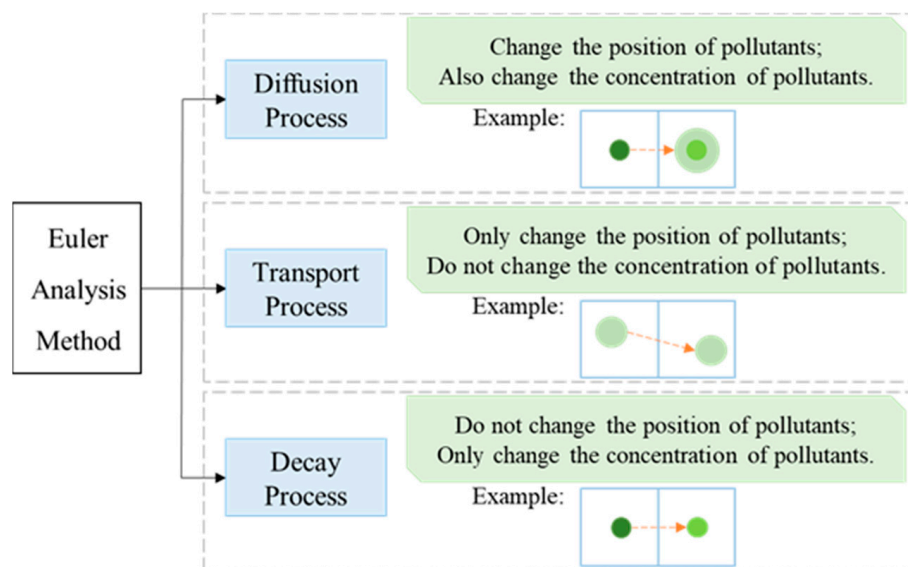 Euler
Analysis
Method
Diffusion
Process
Change the position of pollutants;
Also change the concentration of pollutants.
Example:
Transport
Process
Only change the position of pollutants;
Do not change the concentration of pollutants.
Example:
Decay
Process
Do not change the position of pollutants;
Only change the concentration of pollutants.
Example: